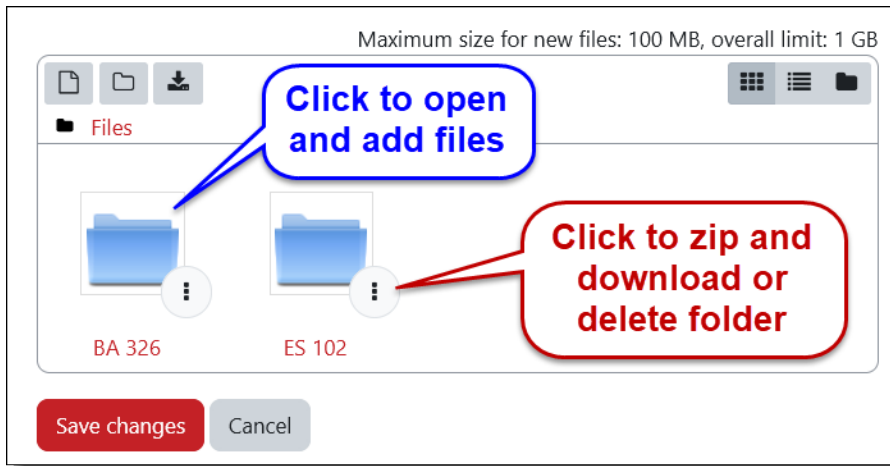 Maximum size for new files: 100 MB, overall limit: 1 GB
Click to open
and add files
Files
Click to zip and
download or
delete folder
BA 326
ES 102
Save changes
Cancel